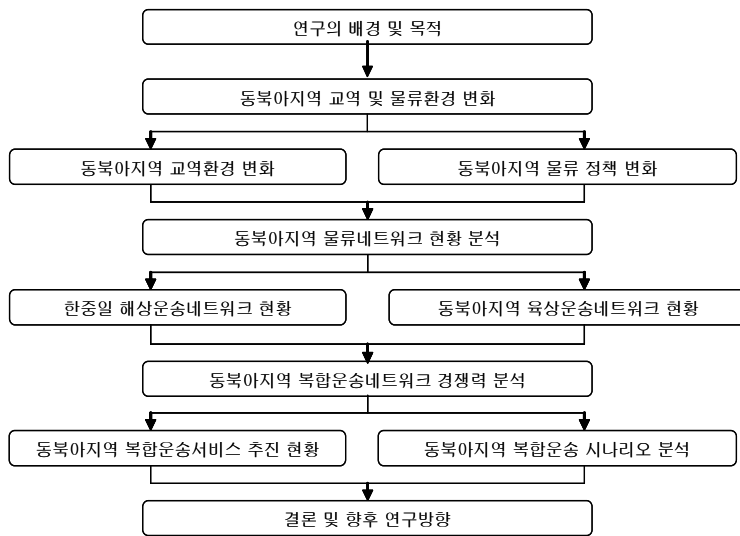 연구의 배경 및 목적
동북아지역 교역 및 물류환경 변화
동북아지역 교역환경 변화
동북아지역 물류 정책 변화
동북아지역 물류네트워크 현황 분석
한중일 해상운송네트워크 현황
동북아지역 육상운송네트워크 현황
동북아지역 복합운송네트워크 경쟁력 분석
동북아지역 복합운송서비스 추진 현황
동북아지역 복합운송 시나리오 분석
결론 및 향후 연구방향